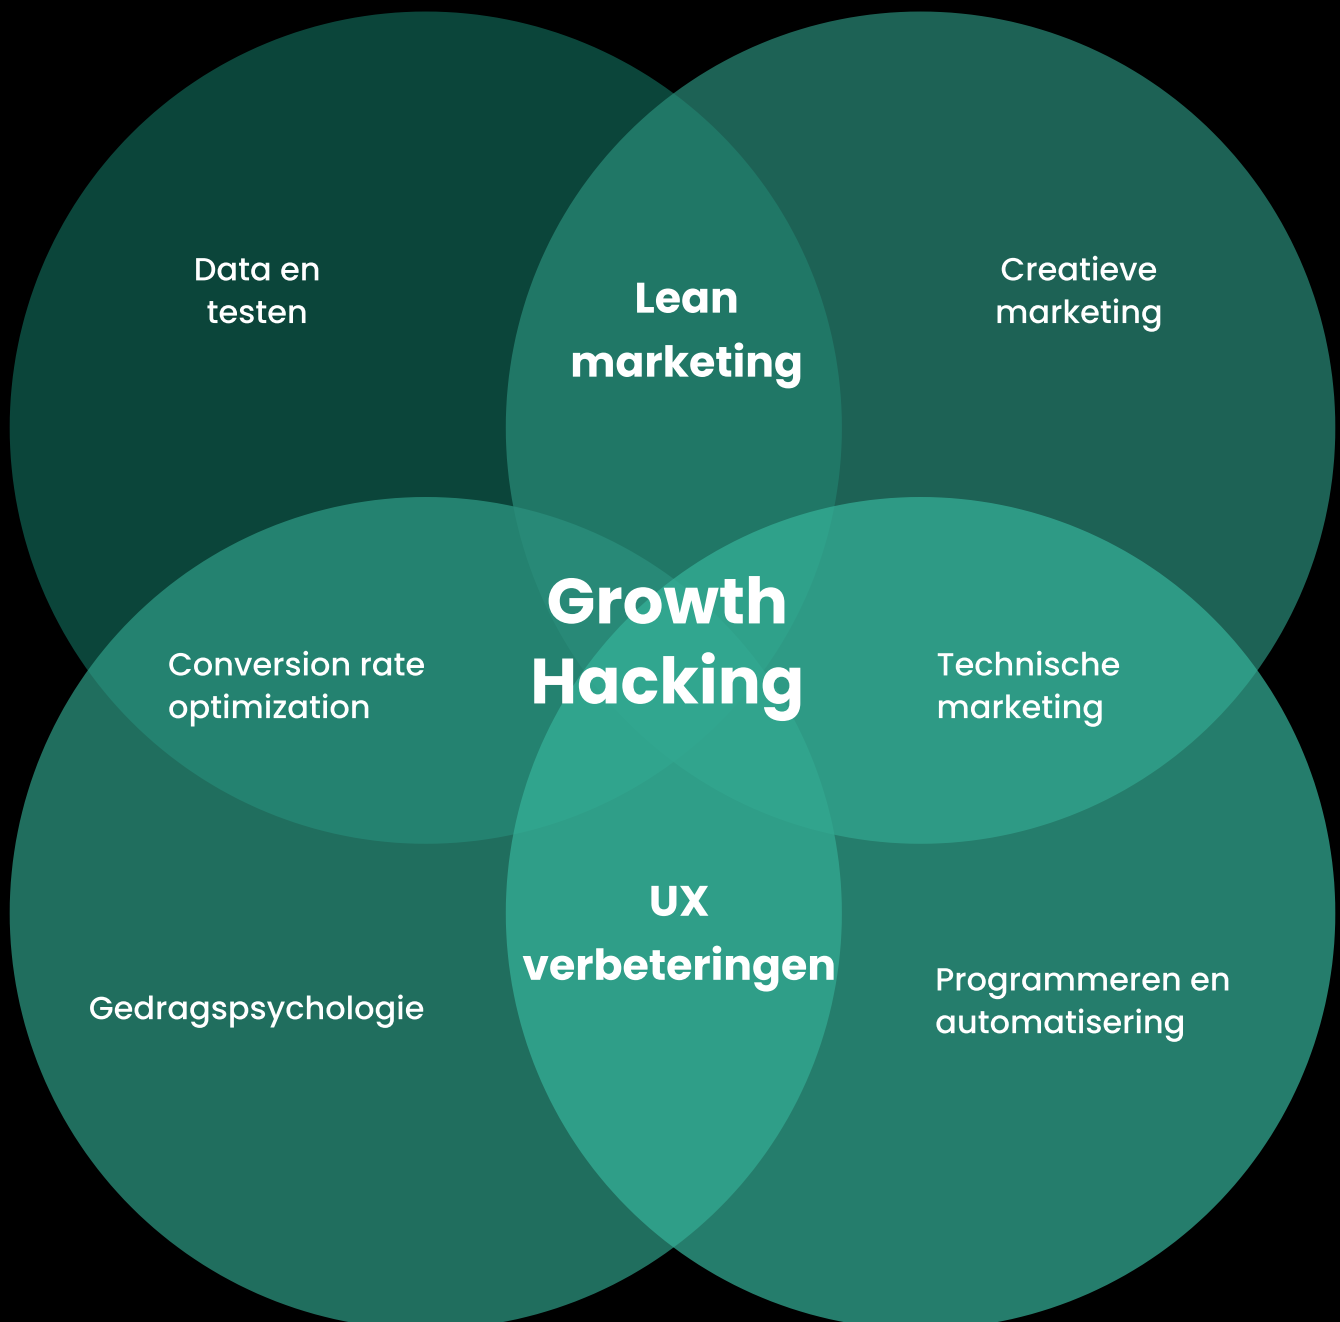 Data en
testen
Lean
marketing
Creatieve
marketing
Growth
Hacking
Conversion rate
optimization
Technische
marketing
UX
verbeteringen
Gedragspsychologie
Programmeren en
automatisering